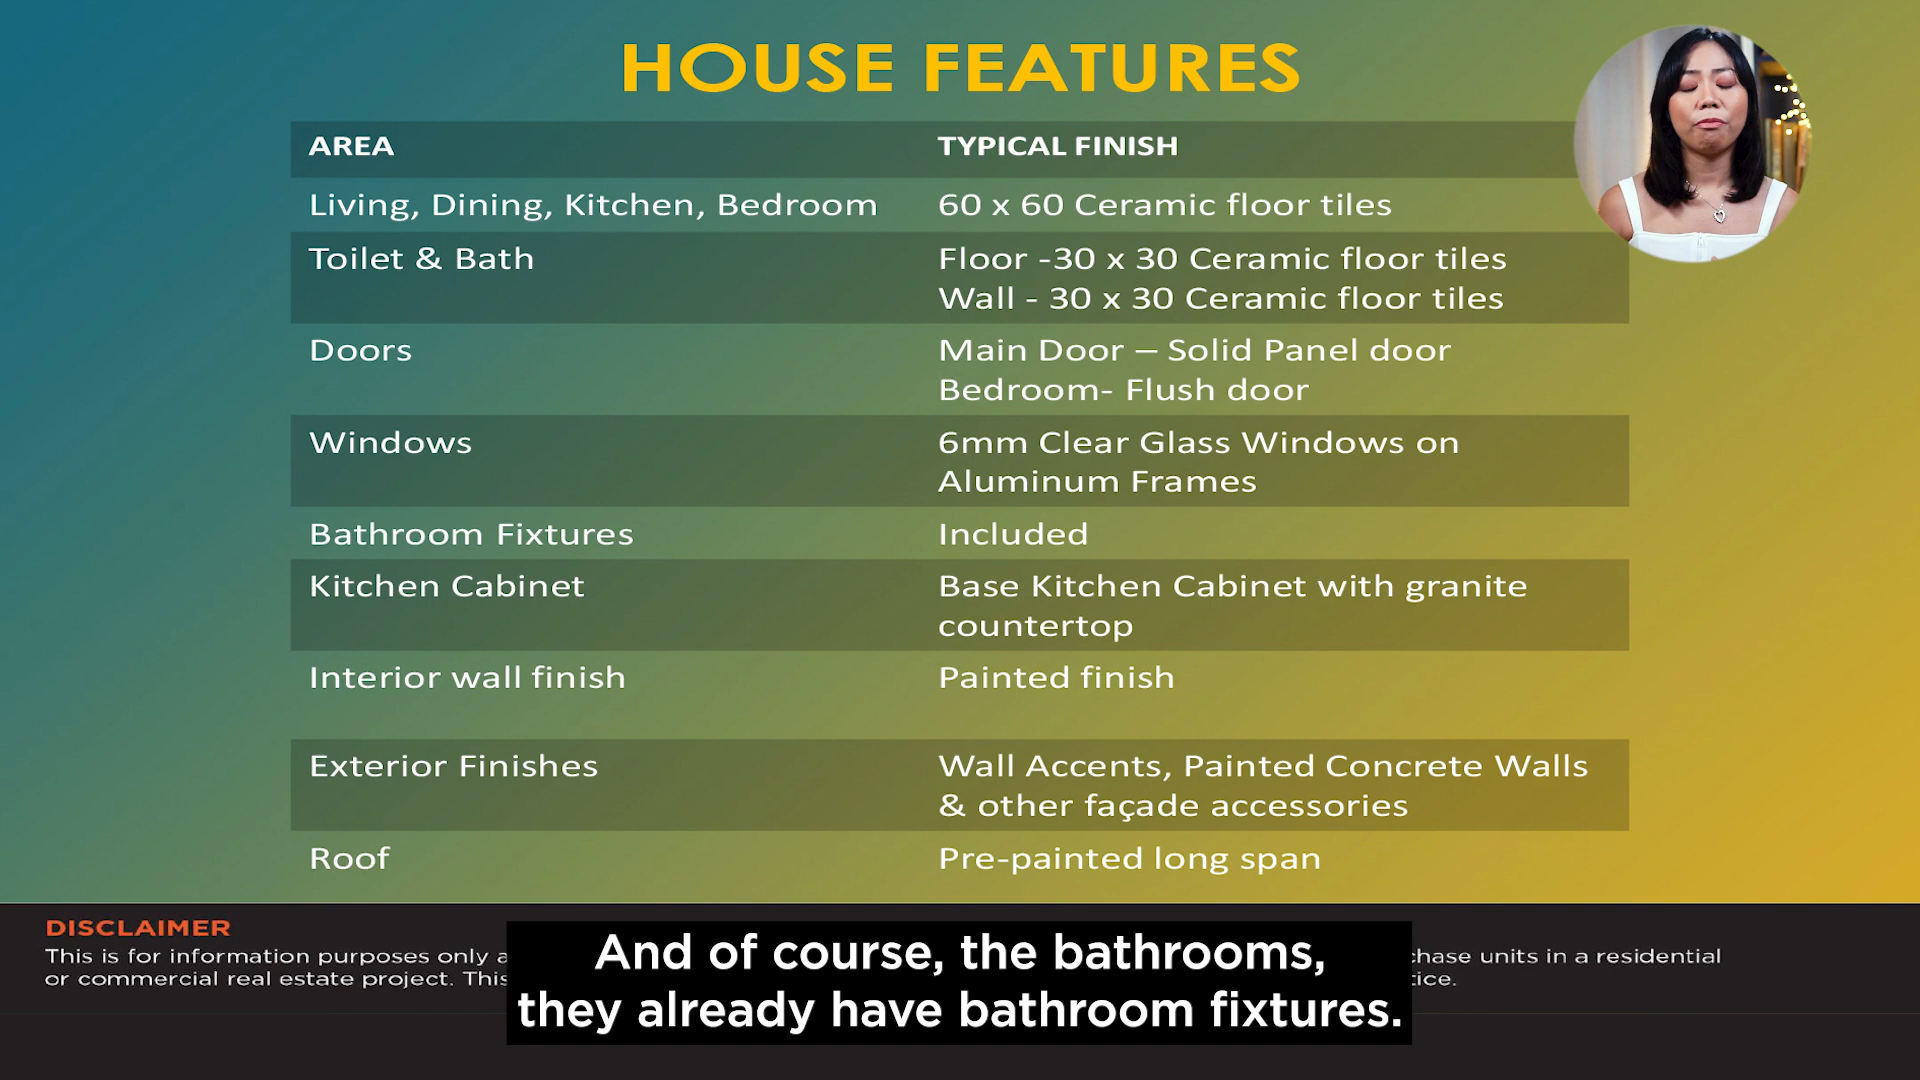 HOUSE FEATURES
AREA TYPICAL FINISH
Living, Dining, Kitchen, Bedroom 60 x 60 Ceramic floor tiles
Toilet & Bath Floor -30 x 30 Ceramic floor tiles
Wall - 30 x 30 Ceramic floor tiles
Doors Main Door – Solid Panel door
Bedroom- Flush door
Windows 6mm Clear Glass Windows on
Aluminum Frames
Bathroom Fixtures Included
Kitchen Cabinet Base Kitchen Cabinet with granite
countertop
Interior wall finish Painted finish
Exterior Finishes Wall Accents, Painted Concrete Walls
& other façade accessories
Roof Pre-painted long span
DISCLAIMER
This is for information purposes only units in a residential
or commercial real estate project. This
And of course, the bathrooms,
they already have bathroom fixtures.